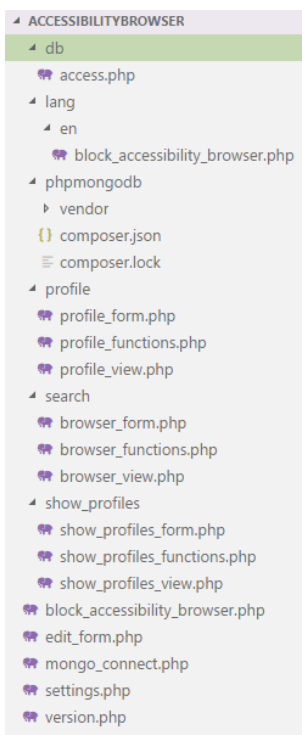 ACCESSIBILITYBROWSER
db
access.php
lang
en
block_accessibility_browser.php
phpmongodb
vendor
{} composer.json
composer.lock
profile
profile_form.php
profile_functions.php
profile_view.php
search
browser_form.php
browser_functions.php
browser_view.php
show_profiles
show_profiles_form.php
show_profiles_functions.php
show_profiles_view.php
block_accessibility_browser.php
edit_form.php
mongo_connect.php
settings.php
version.php